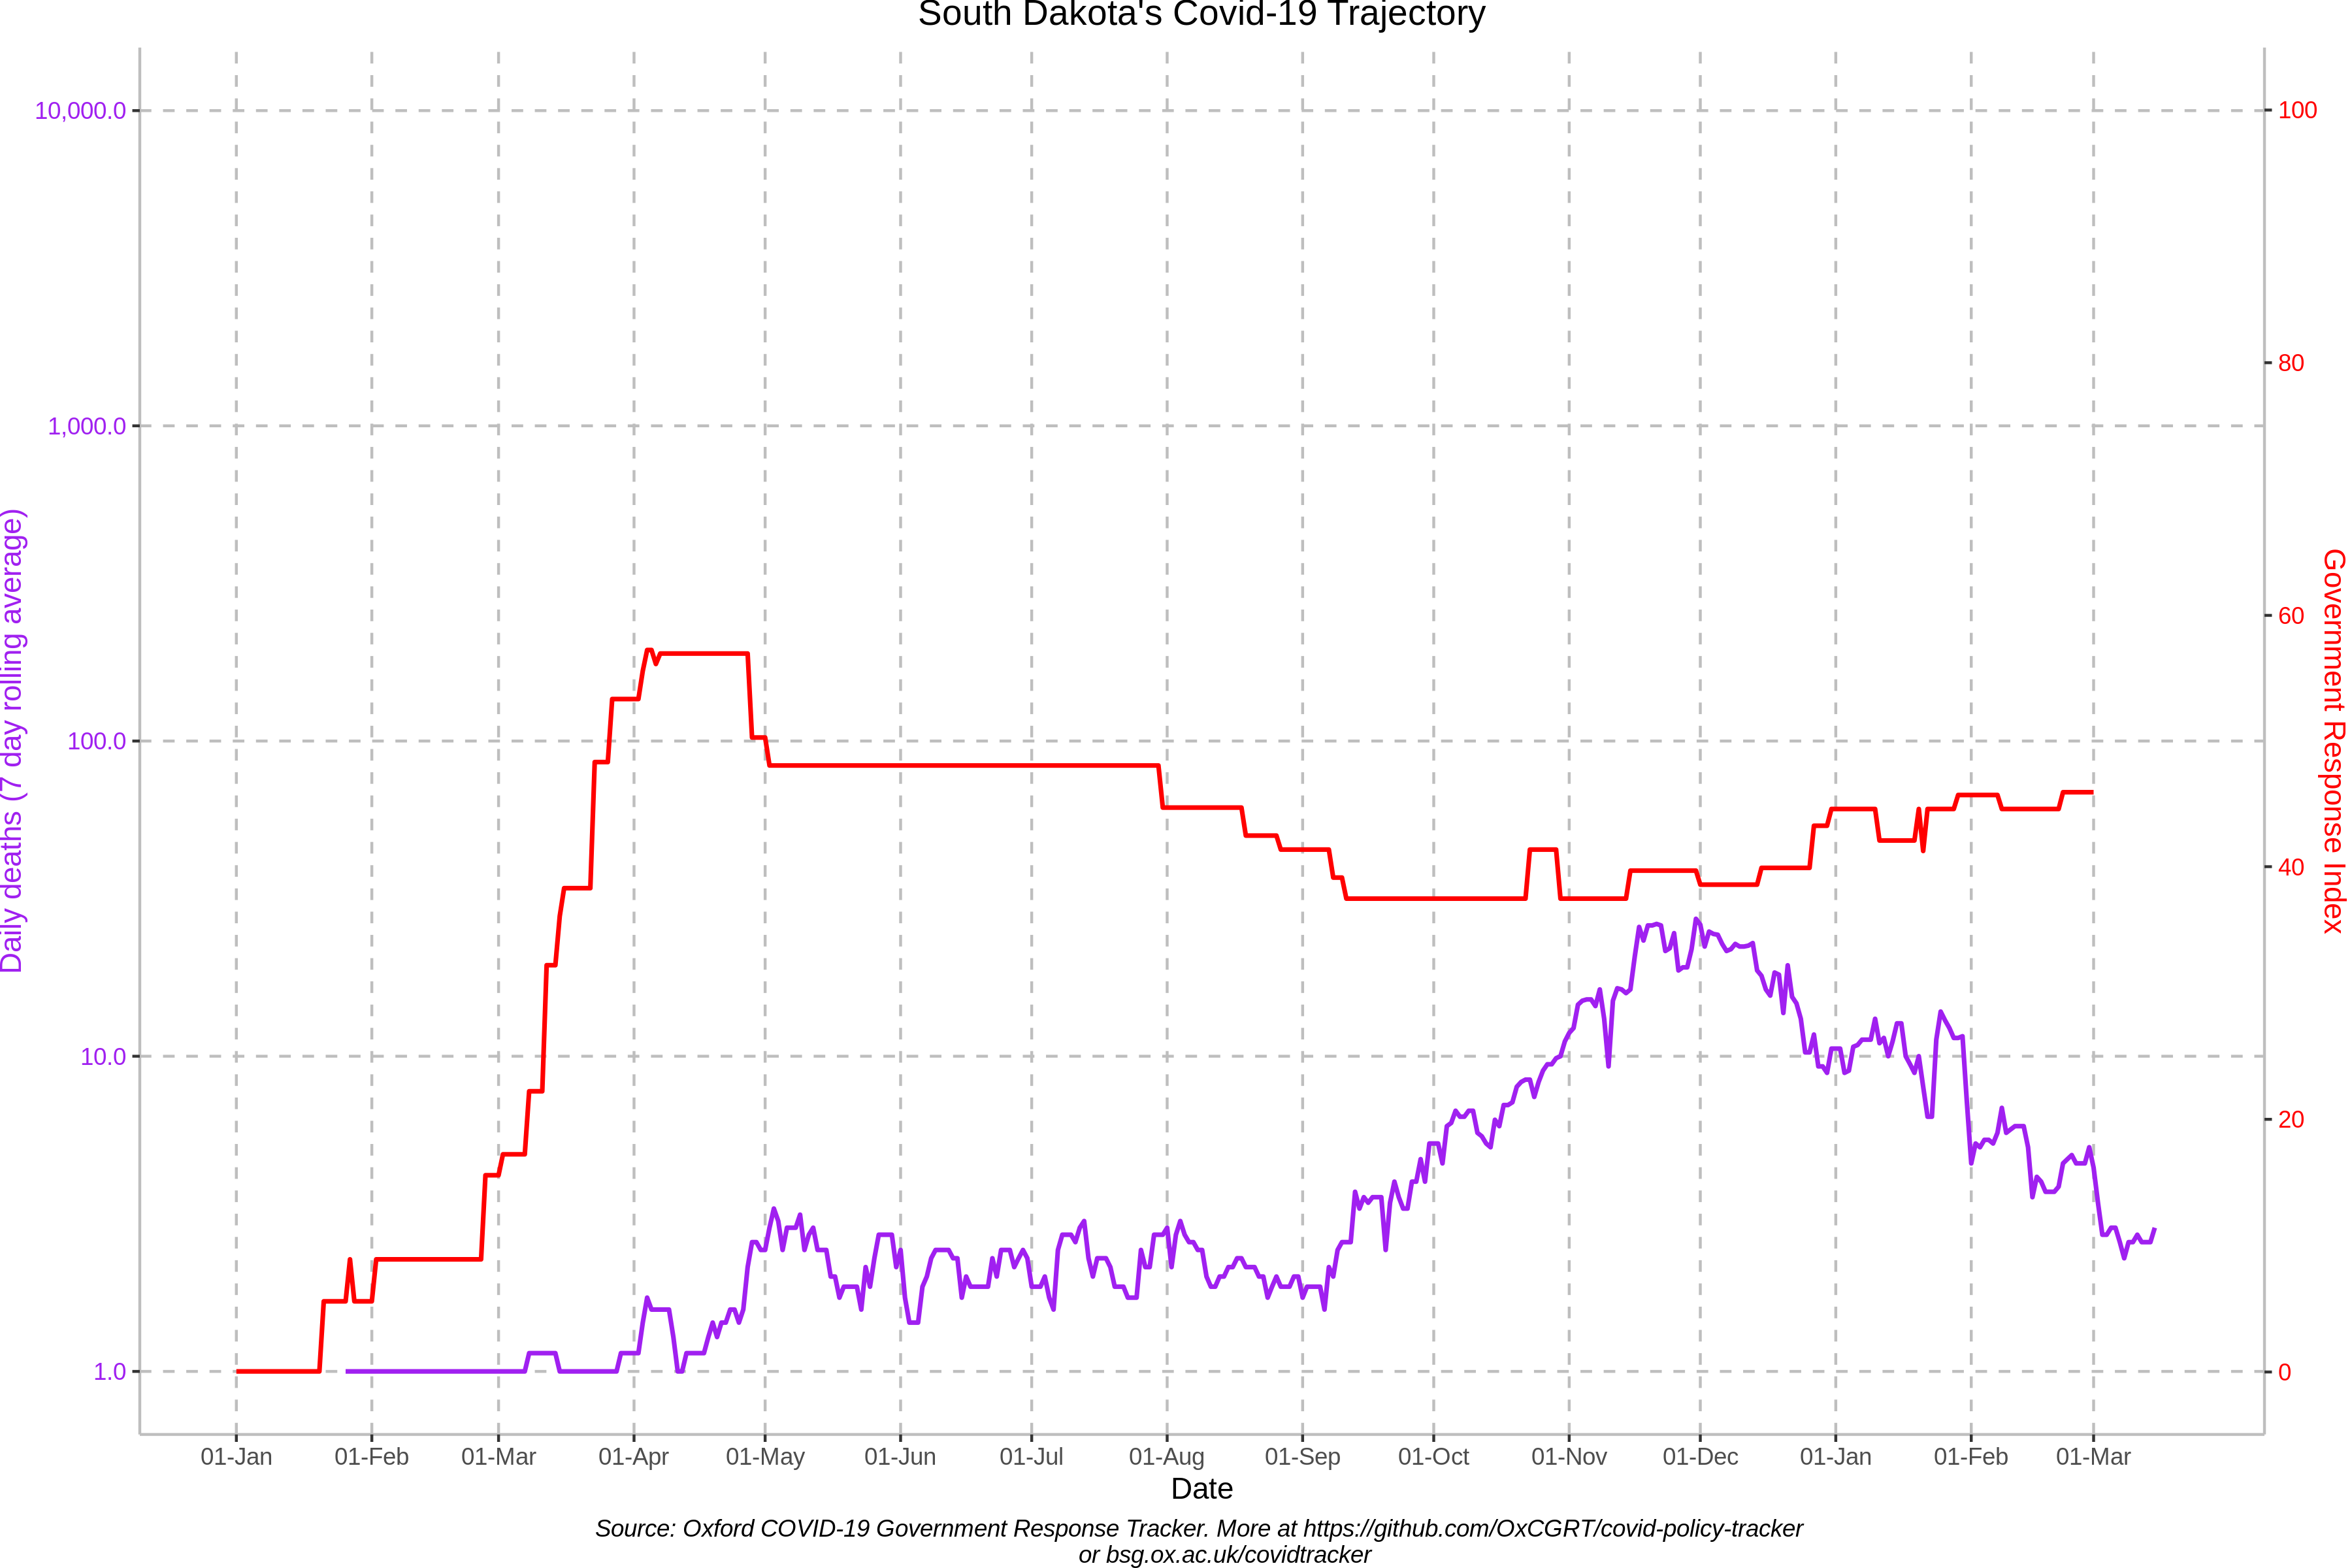 South Dakota's Covid-19 Trajectory
10,000.0
1,000.0
100.0
10.0
1.0
Daily deaths (7 day rolling average)
100
80
60
40
20
0
Government Response Index
01-Jan 01-Feb 01-Mar 01-Apr 01-May 01-Jun 01-Jul 01-Aug 01-Sep 01-Oct 01-Nov 01-Dec 01-Jan 01-Feb 01-Mar
Date
Source: Oxford COVID-19 Government Response Tracker. More at https://github.com/OxCGRT/covid-policy-tracker
or bsg.ox.ac.uk/covidtracker